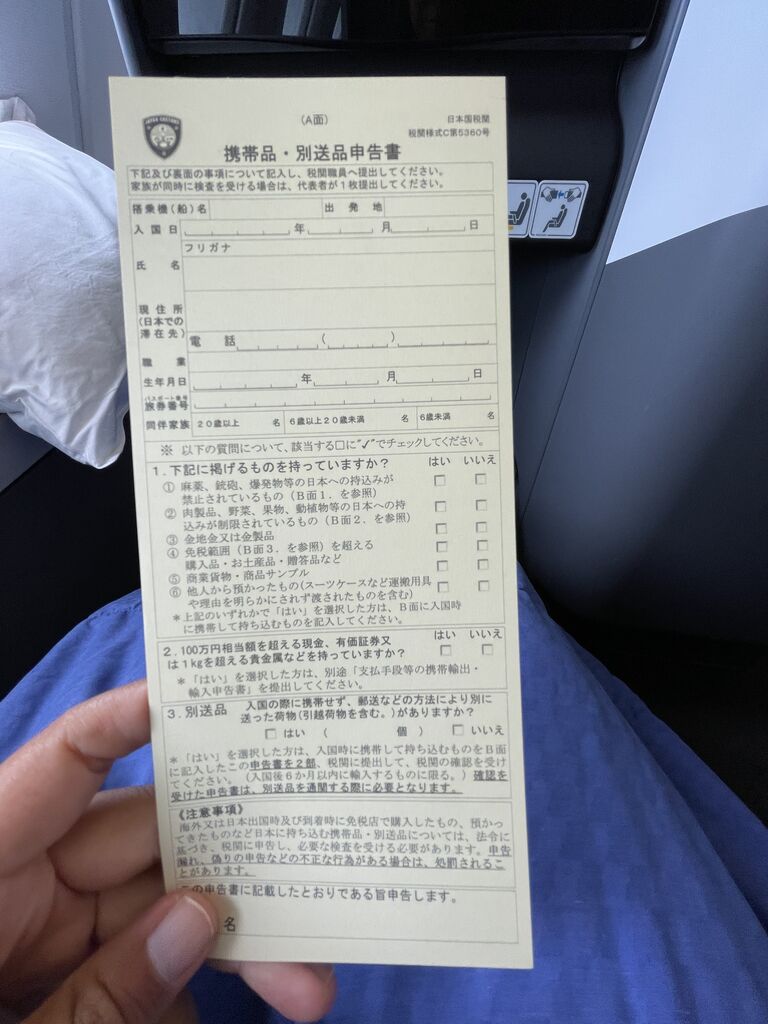 JAPAN CUSTOMS
(A面)
日本国税関
税関様式C第5360号
携帯品・別送品申告書
下記及び裏面の事項について記入し、税関職員へ提出してください。
家族が同時に検査を受ける場合は、代表者が1枚提出してください。
搭乗機(船)名 出発地
入国日 年 月 日
フリガナ
氏名
現住所
(日本での
滞在先)
電話 ( )
職業
生年月日 年 月 日
パスポート番号
旅券番号
同伴家族 20歳以上 名 6歳以上20歳未満 名 6歳未満 名
※ 以下の質問について、該当する□に"✓"でチェックしてください。
1.下記に掲げるものを持っていますか? はい いいえ
① 麻薬、銃砲、爆発物等の日本への持込みが
禁止されているもの(B面1.を参照)
② 肉製品、野菜、果物、動植物等の日本への持
込みが制限されているもの(B面2.を参照)
③ 金地金又は金製品
④ 免税範囲(B面3.を参照)を超える
購入品・お土産品・贈答品など
⑤ 商業貨物・商品サンプル
⑥ 他人から預かったもの(スーツケースなど運搬用具
や理由を明らかにされず渡されたものを含む)
*上記のいずれかで「はい」を選択した方は、B面に入国時
に携帯して持ち込むものを記入してください。
2.100万円相当額を超える現金、有価証券又 はい いいえ
は1kgを超える貴金属などを持っていますか?
*「はい」を選択した方は、別途「支払手段等の携帯輸出・
輸入申告書」を提出してください。
3.別送品 入国の際に携帯せず、郵送などの方法により別に
送った荷物(引越荷物を含む。)がありますか?
はい ( 個) いいえ
*「はい」を選択した方は、入国時に携帯して持ち込むものをB面
に記入したこの申告書を2部、税関に提出して、税関の確認を受け
てください。(入国後6か月以内に輸入するものに限る。)確認を
受けた申告書は、別送品を通関する際に必要となります。
《注意事項》
海外又は日本出国時及び到着時に免税店で購入したもの、預かっ
てきたものなど日本に持ち込む携帯品・別送品については、法令に
基づき、税関に申告し、必要な検査を受ける必要があります。申告
漏れ、偽りの申告などの不正な行為がある場合は、処罰されるこ
とがあります。
この申告書に記載したとおりである旨申告します。
名